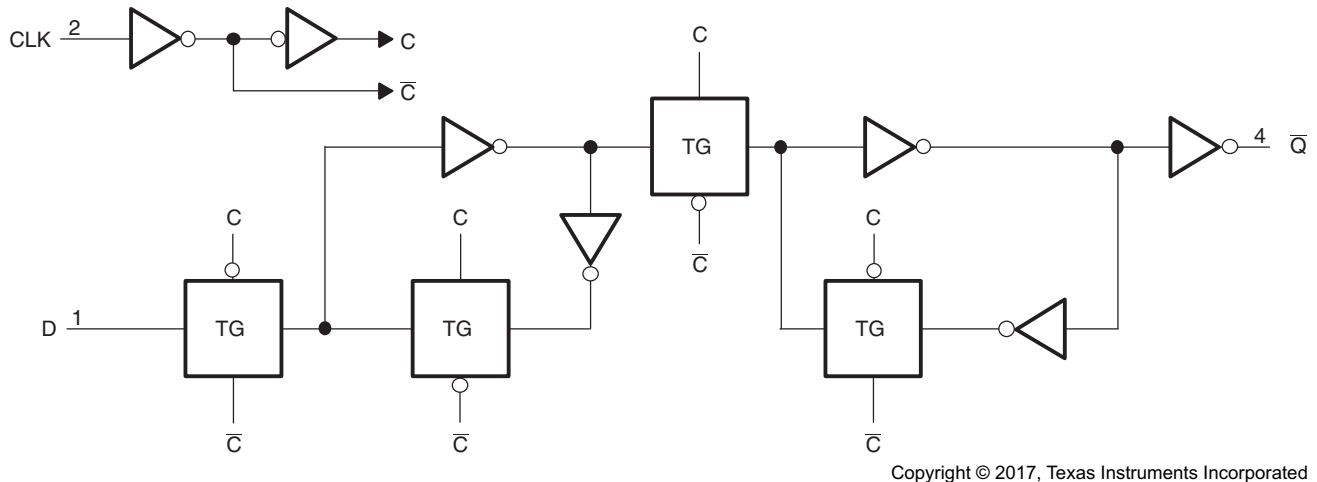 CLK 2
C
C̅
C
TG
4 Q̅
C
C
C̅
C
D 1
TG
TG
TG
C̅
C̅
C̅
Copyright © 2017, Texas Instruments Incorporated